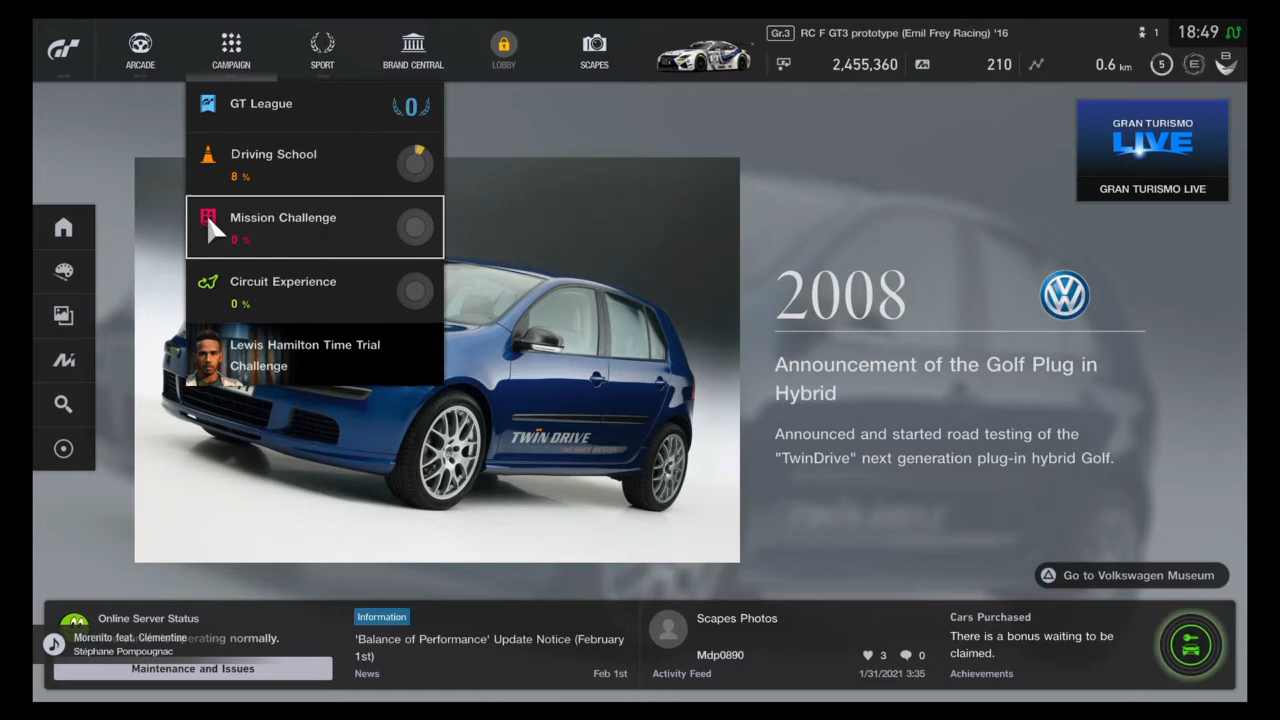 GT
ARCADE
CAMPAIGN
SPORT
BRAND CENTRAL
LOBBY
SCAPES
Gr.3 RC F GT3 prototype (Emil Frey Racing) '16
1 18:49
2,455,360
210
0.6 km
5
E
B
GT League
0
Driving School
8 %
Mission Challenge
0 %
Circuit Experience
0 %
Lewis Hamilton Time Trial
Challenge
GRAN TURISMO
LIVE
GRAN TURISMO LIVE
TWIN DRIVE
2008
Announcement of the Golf Plug in
Hybrid
Announced and started road testing of the
"TwinDrive" next generation plug-in hybrid Golf.
Go to Volkswagen Museum
Online Server Status
Morenito feat. Clémentine
erating normally.
Stéphane Pompougnac
Maintenance and Issues
Information
'Balance of Performance' Update Notice (February
1st)
News Feb 1st
Scapes Photos
Mdp0890
3 0
Activity Feed 1/31/2021 3:35
Cars Purchased
There is a bonus waiting to be
claimed.
Achievements